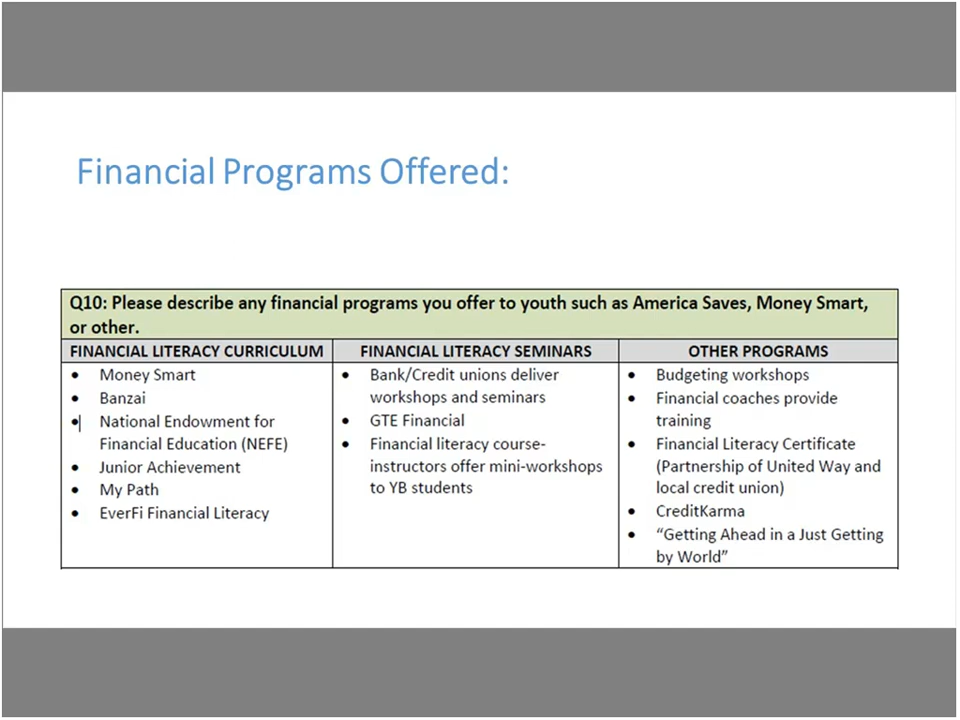 Financial Programs Offered:
Q10: Please describe any financial programs you offer to youth such as America Saves, Money Smart,
or other.
FINANCIAL LITERACY CURRICULUM
• Money Smart
• Banzai
• National Endowment for
Financial Education (NEFE)
• Junior Achievement
• My Path
• EverFi Financial Literacy
FINANCIAL LITERACY SEMINARS
• Bank/Credit unions deliver
workshops and seminars
• GTE Financial
• Financial literacy course-
instructors offer mini-workshops
to YB students
OTHER PROGRAMS
• Budgeting workshops
• Financial coaches provide
training
• Financial Literacy Certificate
(Partnership of United Way and
local credit union)
• CreditKarma
• “Getting Ahead in a Just Getting
by World”